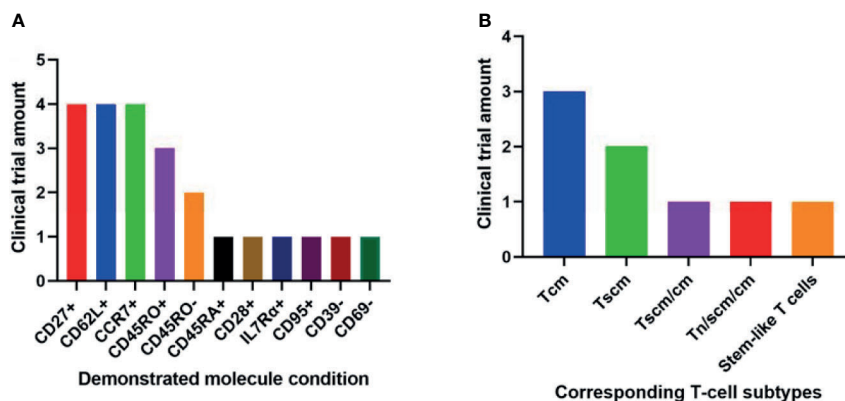 A
Clinical trial amount
5
4
3
2
1
0
CD27+
CD62L+
CCR7+
CD45RO+
CD45RO-
CD45RA+
CD28+
IL7Rα+
CD95+
CD39-
CD69-
Demonstrated molecule condition
B
Clinical trial amount
4
3
2
1
0
Tcm
Tscm
Tscm/cm
Tn/scm/cm
Stem-like T cells
Corresponding T-cell subtypes